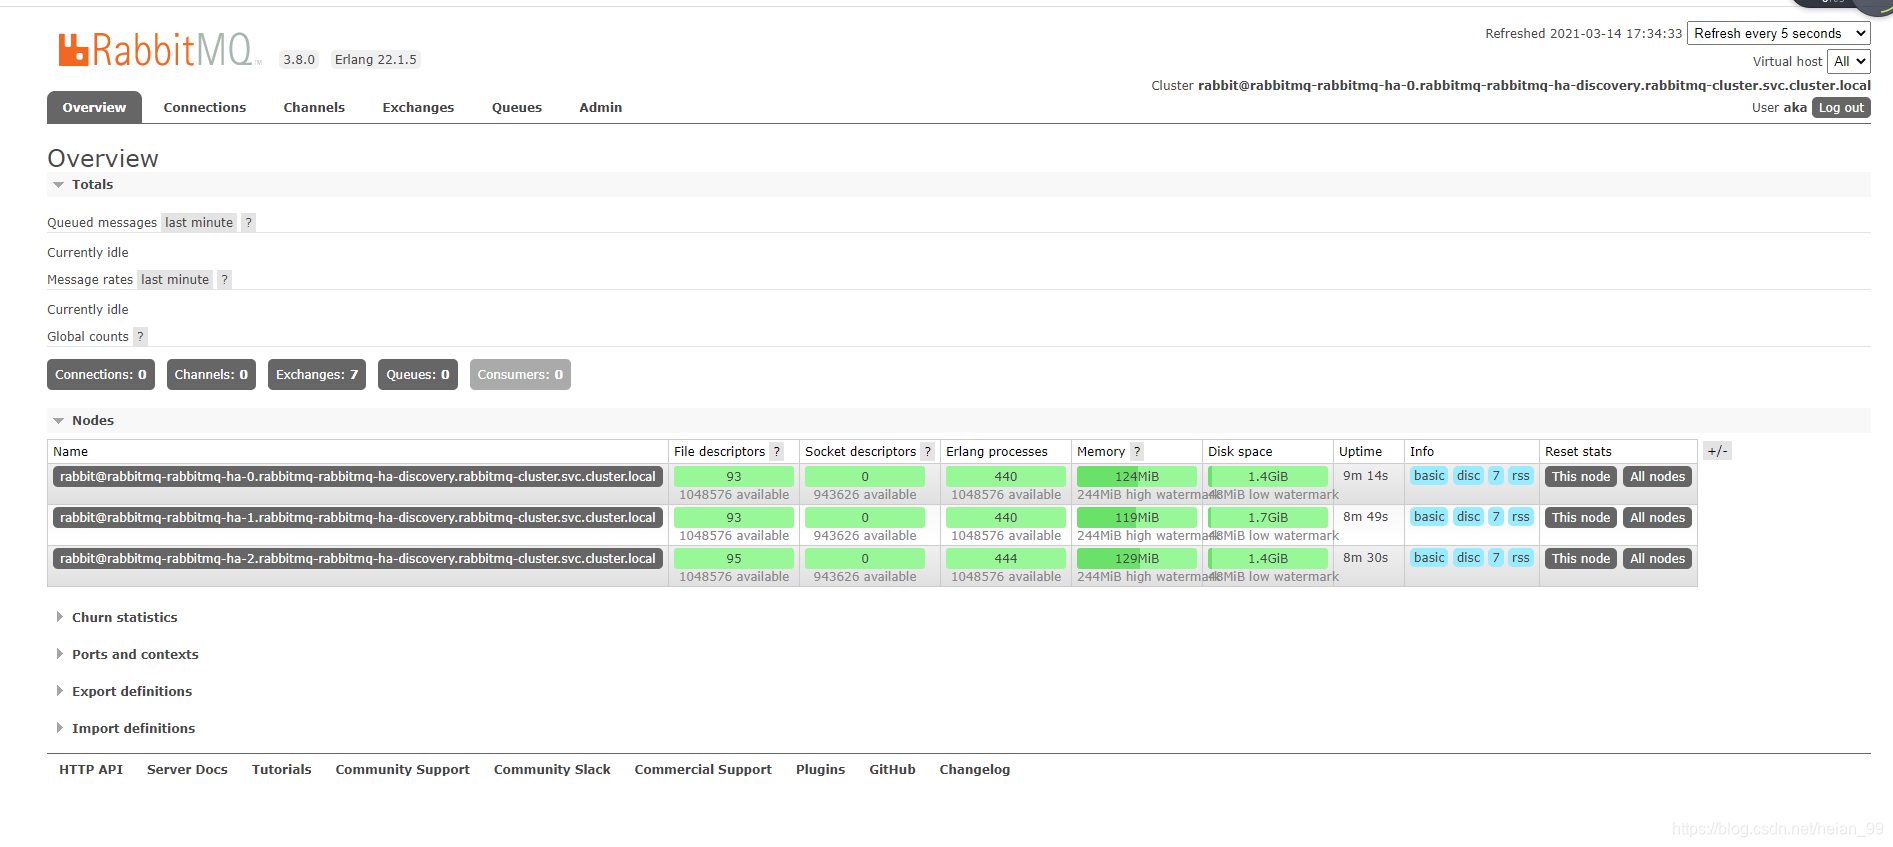 RabbitMQ TM 3.8.0 Erlang 22.1.5
Refreshed 2021-03-14 17:34:33 Refresh every 5 seconds
Virtual host All
Cluster rabbit@rabbitmq-rabbitmq-ha-0.rabbitmq-rabbitmq-ha-discovery.rabbitmq-cluster.svc.cluster.local
User aka Log out
Overview Connections Channels Exchanges Queues Admin
Overview
Totals
Queued messages last minute ?
Currently idle
Message rates last minute ?
Currently idle
Global counts ?
Connections: 0 Channels: 0 Exchanges: 7 Queues: 0 Consumers: 0
Nodes
Name File descriptors ? Socket descriptors ? Erlang processes Memory ? Disk space Uptime Info Reset stats +/-
rabbit@rabbitmq-rabbitmq-ha-0.rabbitmq-rabbitmq-ha-discovery.rabbitmq-cluster.svc.cluster.local 93 0 440 124MiB 1.4GiB 9m 14s basic disc 7 rss This node All nodes
1048576 available 943626 available 1048576 available 244MiB high watermark 48MiB low watermark
rabbit@rabbitmq-rabbitmq-ha-1.rabbitmq-rabbitmq-ha-discovery.rabbitmq-cluster.svc.cluster.local 93 0 440 119MiB 1.7GiB 8m 49s basic disc 7 rss This node All nodes
1048576 available 943626 available 1048576 available 244MiB high watermark 48MiB low watermark
rabbit@rabbitmq-rabbitmq-ha-2.rabbitmq-rabbitmq-ha-discovery.rabbitmq-cluster.svc.cluster.local 95 0 444 129MiB 1.4GiB 8m 30s basic disc 7 rss This node All nodes
1048576 available 943626 available 1048576 available 244MiB high watermark 48MiB low watermark
Churn statistics
Ports and contexts
Export definitions
Import definitions
HTTP API Server Docs Tutorials Community Support Community Slack Commercial Support Plugins GitHub Changelog
https://blog.csdn.net/heian_99